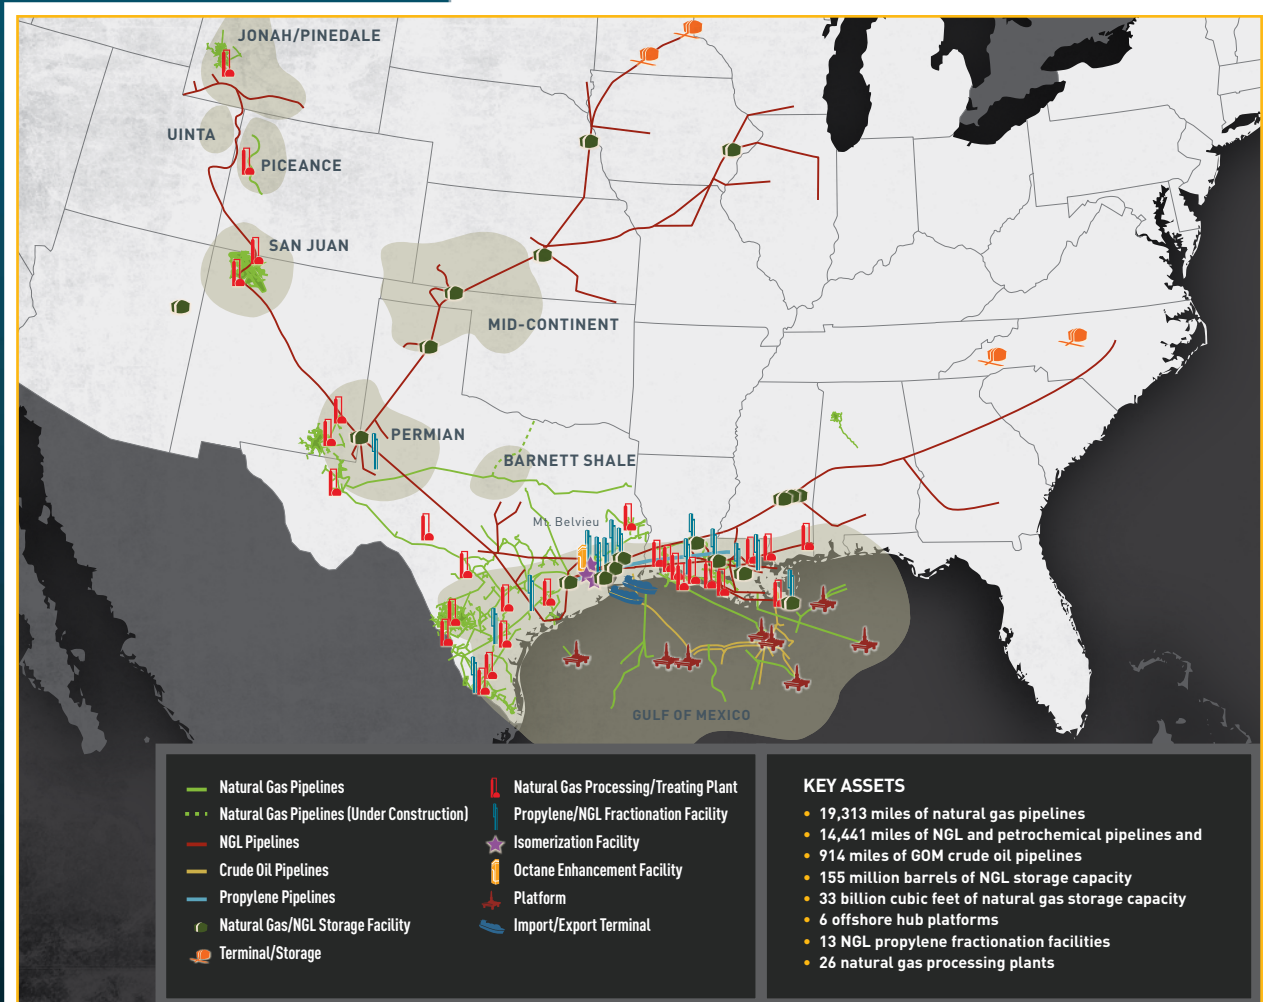 JONAH/PINEDALE
UINTA
PICEANCE
SAN JUAN
MID-CONTINENT
PERMIAN
BARNETT SHALE
Mt. Belvieu
GULF OF MEXICO
Natural Gas Pipelines
Natural Gas Pipelines (Under Construction)
NGL Pipelines
Crude Oil Pipelines
Propylene Pipelines
Natural Gas/NGL Storage Facility
Terminal/Storage
Natural Gas Processing/Treating Plant
Propylene/NGL Fractionation Facility
Isomerization Facility
Octane Enhancement Facility
Platform
Import/Export Terminal
KEY ASSETS
• 19,313 miles of natural gas pipelines
• 14,441 miles of NGL and petrochemical pipelines and
• 914 miles of GOM crude oil pipelines
• 155 million barrels of NGL storage capacity
• 33 billion cubic feet of natural gas storage capacity
• 6 offshore hub platforms
• 13 NGL propylene fractionation facilities
• 26 natural gas processing plants